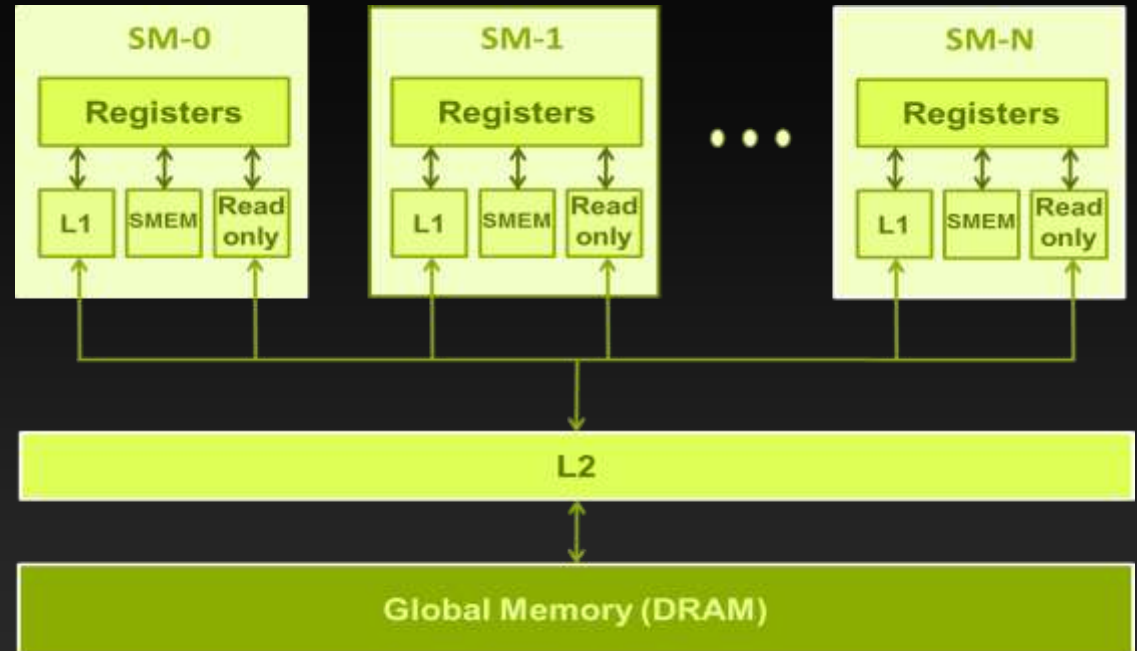 SM-0
Registers
L1
SMEM
Read
only
SM-1
Registers
L1
SMEM
Read
only
SM-N
Registers
L1
SMEM
Read
only
L2
Global Memory (DRAM)